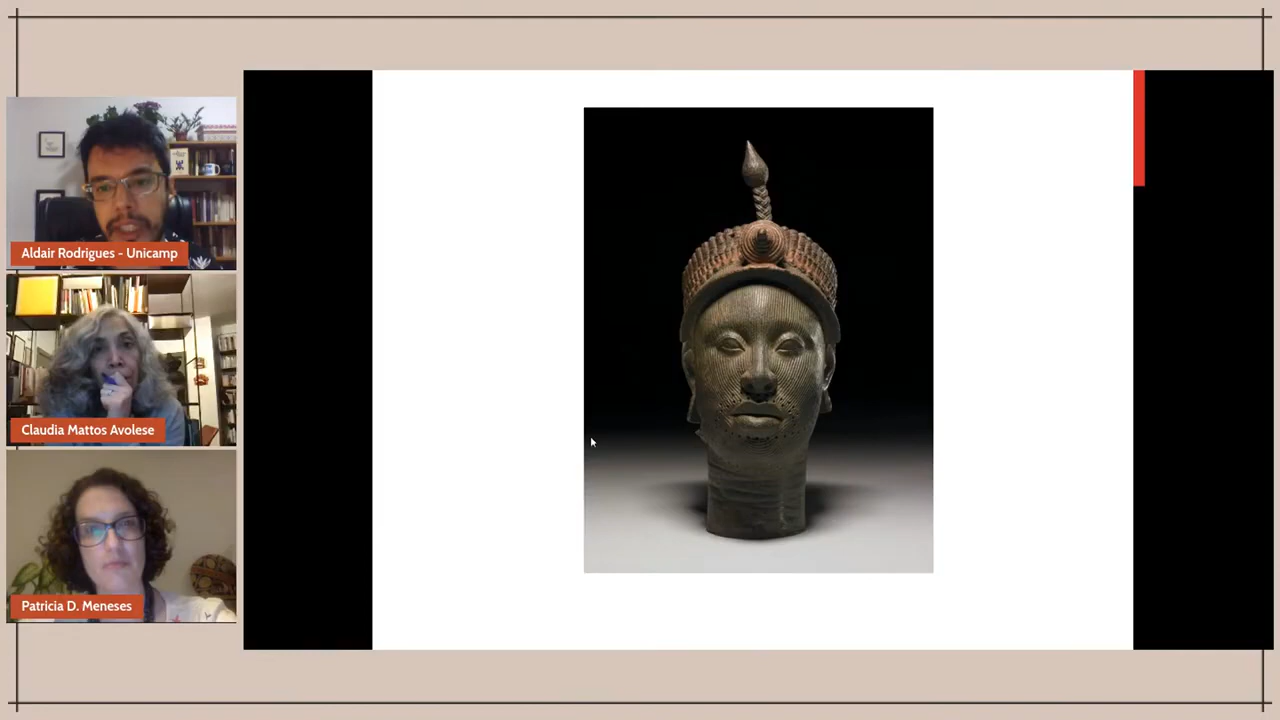 Aldair Rodrigues - Unicamp
Claudia Mattos Avolese
Patricia D. Meneses